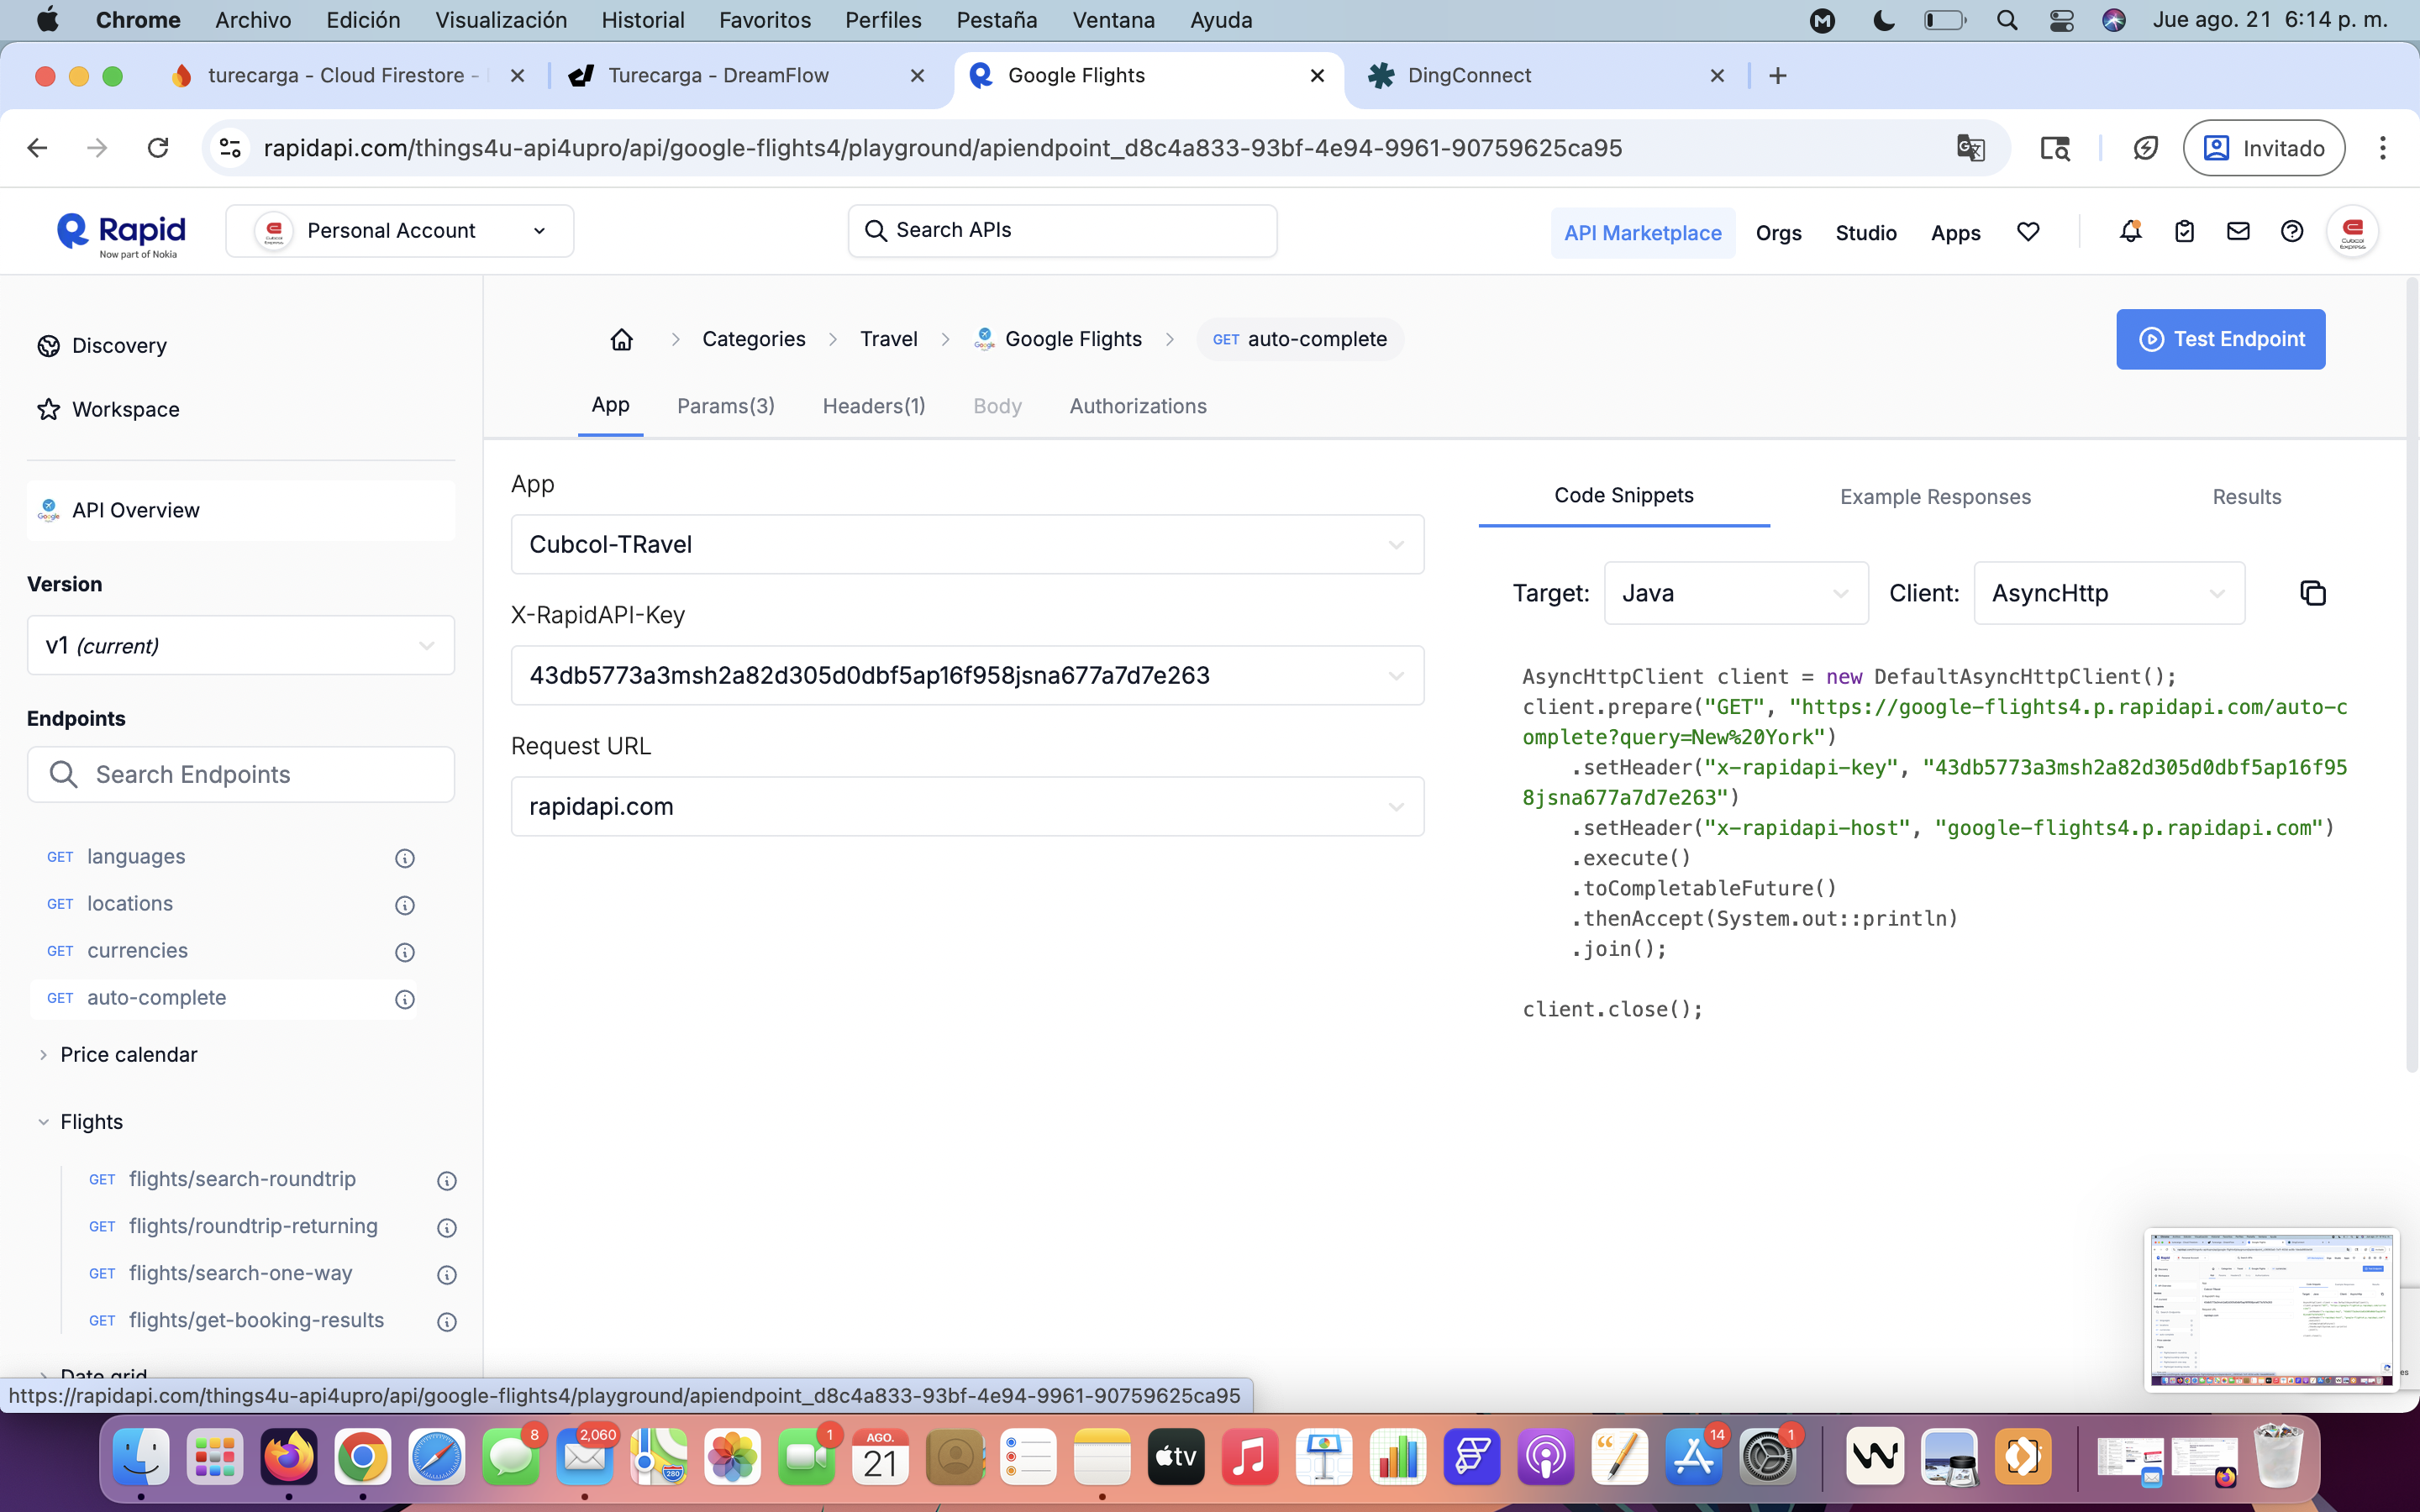 Chrome Archivo Edición Visualización Historial Favoritos Perfiles Pestaña Ventana Ayuda Jue ago. 21 6:14 p. m.
turecarga - Cloud Firestore - Turecarga - DreamFlow Google Flights DingConnect
rapidapi.com/things4u-api4upro/api/google-flights4/playground/apiendpoint_d8c4a833-93bf-4e94-9961-90759625ca95 Invitado
Rapid
Now part of Nokia
Personal Account
Search APIs
API Marketplace Orgs Studio Apps
Cubcol Express
Discovery
Workspace
API Overview
Version
v1 (current)
Endpoints
Search Endpoints
GET languages
GET locations
GET currencies
GET auto-complete
Price calendar
Flights
GET flights/search-roundtrip
GET flights/roundtrip-returning
GET flights/search-one-way
GET flights/get-booking-results
Date grid
Categories Travel Google Flights GET auto-complete
Test Endpoint
App Params(3) Headers(1) Body Authorizations
App
Cubcol-TRavel
X-RapidAPI-Key
43db5773a3msh2a82d305d0dbf5ap16f958jsna677a7d7e263
Request URL
rapidapi.com
Code Snippets Example Responses Results
Target: Java Client: AsyncHttp
AsyncHttpClient client = new DefaultAsyncHttpClient();
client.prepare("GET", "https://google-flights4.p.rapidapi.com/auto-c
omplete?query=New%20York")
.setHeader("x-rapidapi-key", "43db5773a3msh2a82d305d0dbf5ap16f95
8jsna677a7d7e263")
.setHeader("x-rapidapi-host", "google-flights4.p.rapidapi.com")
.execute()
.toCompletableFuture()
.thenAccept(System.out::println)
.join();
client.close();
https://rapidapi.com/things4u-api4upro/api/google-flights4/playground/apiendpoint_d8c4a833-93bf-4e94-9961-90759625ca95
8 2,060 1 AGO. 21 280 tv 14 1